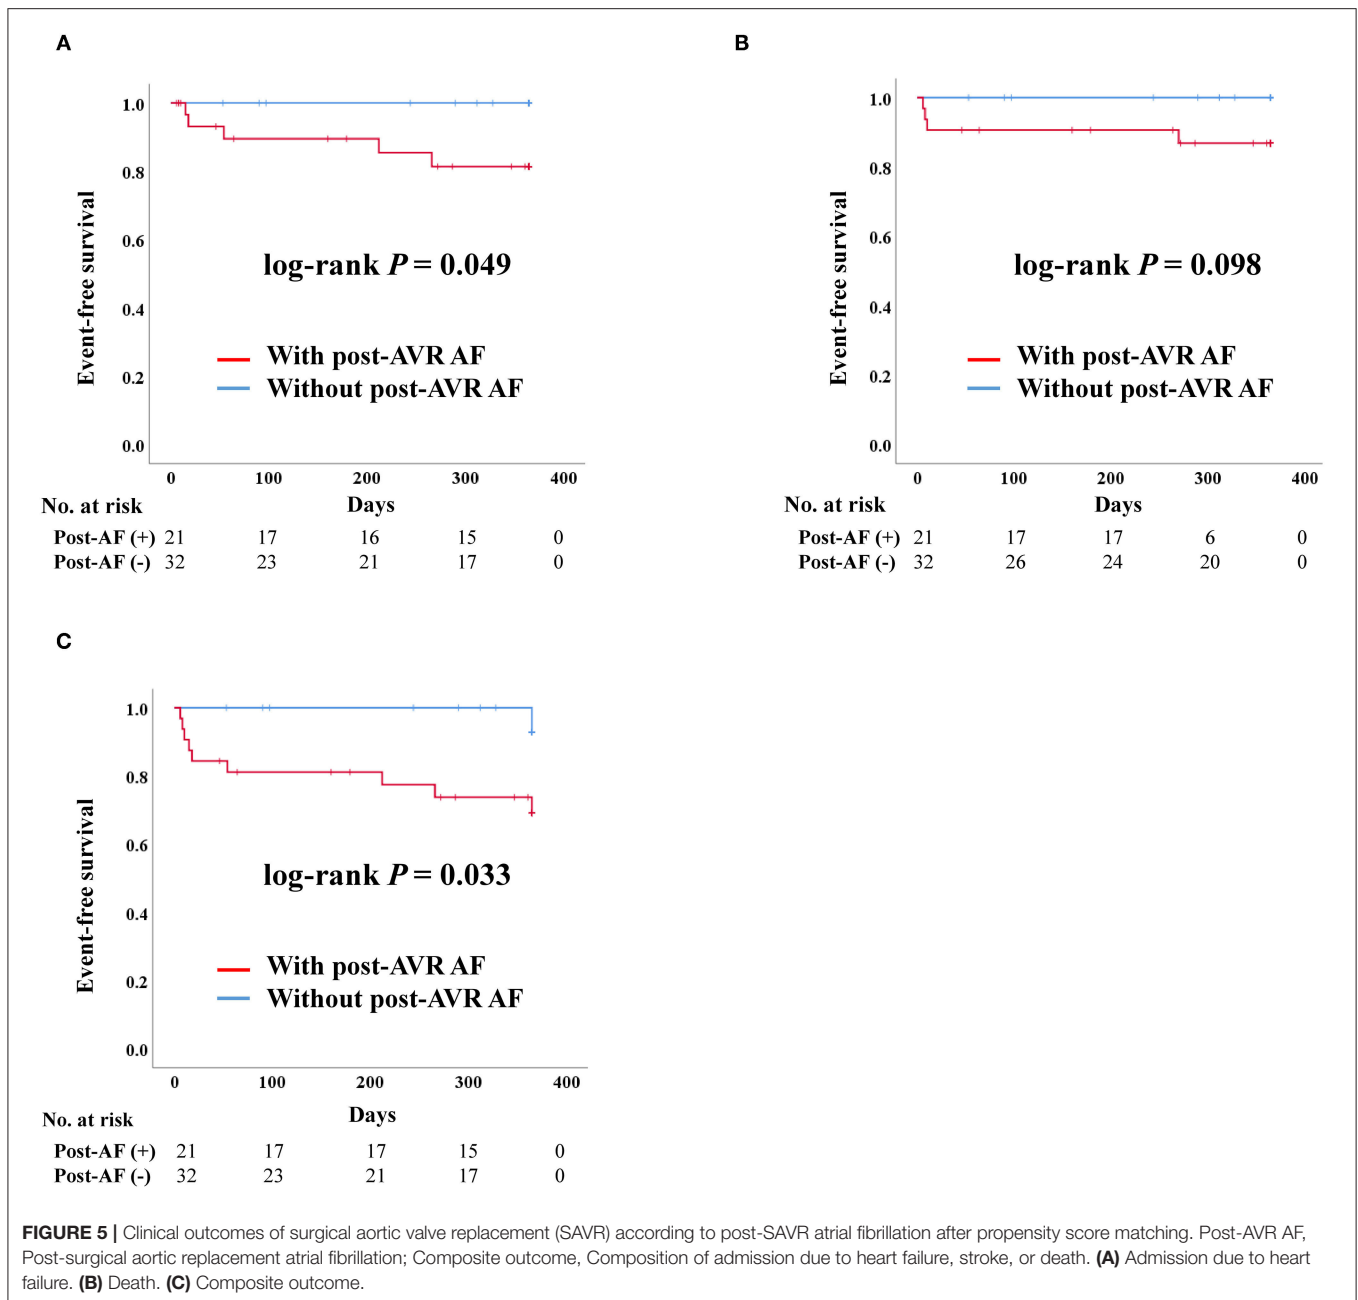 A
1.0
0.8
0.6
0.4
0.2
0.0
Event-free survival
log-rank P = 0.049
With post-AVR AF
Without post-AVR AF
0 100 200 300 400
Days
No. at risk
Post-AF (+) 21 17 16 15 0
Post-AF (-) 32 23 21 17 0
B
1.0
0.8
0.6
0.4
0.2
0.0
Event-free survival
log-rank P = 0.098
With post-AVR AF
Without post-AVR AF
0 100 200 300 400
Days
No. at risk
Post-AF (+) 21 17 17 6 0
Post-AF (-) 32 26 24 20 0
C
1.0
0.8
0.6
0.4
0.2
0.0
Event-free survival
log-rank P = 0.033
With post-AVR AF
Without post-AVR AF
0 100 200 300 400
Days
No. at risk
Post-AF (+) 21 17 17 15 0
Post-AF (-) 32 23 21 17 0
FIGURE 5 | Clinical outcomes of surgical aortic valve replacement (SAVR) according to post-SAVR atrial fibrillation after propensity score matching. Post-AVR AF,
Post-surgical aortic replacement atrial fibrillation; Composite outcome, Composition of admission due to heart failure, stroke, or death. (A) Admission due to heart
failure. (B) Death. (C) Composite outcome.